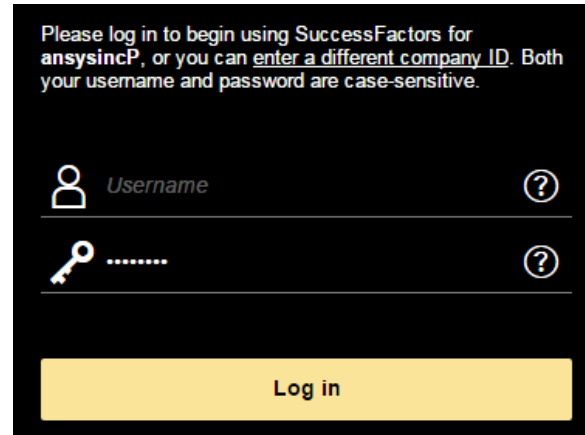 Please log in to begin using SuccessFactors for
ansysincP, or you can enter a different company ID. Both
your username and password are case-sensitive.
Username
?
••••••••
?
Log in